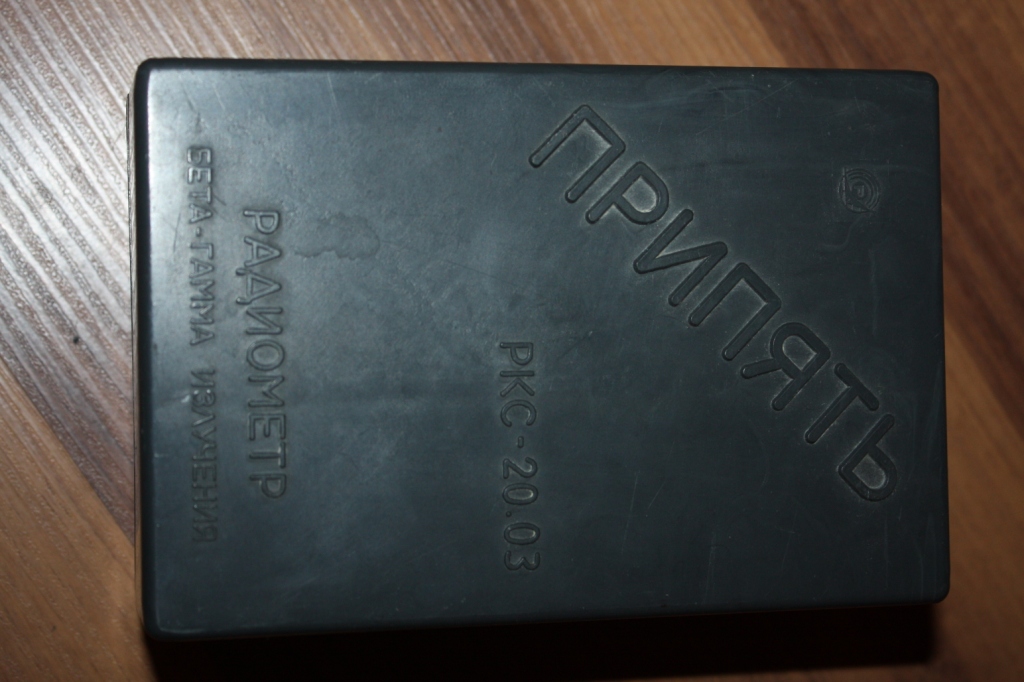 ПРИПЯТЬ
РКС-20.03
РАДИОМЕТР
БЕТА-ГАММА ИЗЛУЧЕНИЯ